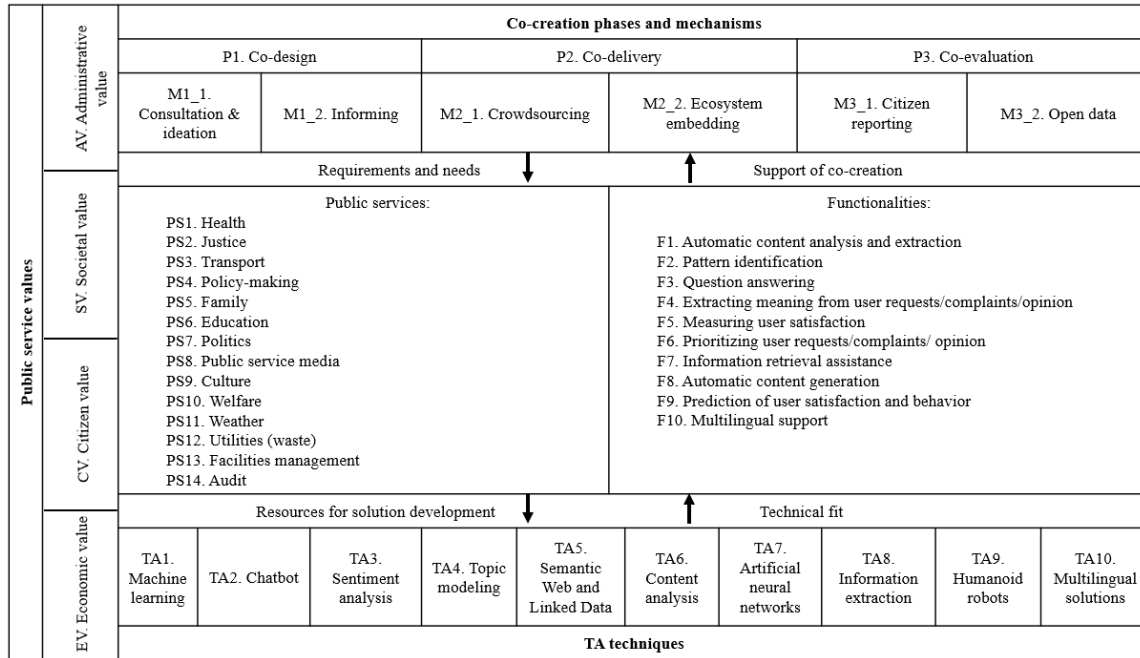 Public service values
AV. Administrative
value
SV. Societal value
CV. Citizen value
EV. Economic value
Co-creation phases and mechanisms
P1. Co-design
P2. Co-delivery
P3. Co-evaluation
M1_1.
Consultation &
ideation
M1_2. Informing
M2_1. Crowdsourcing
M2_2. Ecosystem
embedding
M3_1. Citizen
reporting
M3_2. Open data
Requirements and needs
Support of co-creation
Public services:
PS1. Health
PS2. Justice
PS3. Transport
PS4. Policy-making
PS5. Family
PS6. Education
PS7. Politics
PS8. Public service media
PS9. Culture
PS10. Welfare
PS11. Weather
PS12. Utilities (waste)
PS13. Facilities management
PS14. Audit
Functionalities:
F1. Automatic content analysis and extraction
F2. Pattern identification
F3. Question answering
F4. Extracting meaning from user requests/complaints/opinion
F5. Measuring user satisfaction
F6. Prioritizing user requests/complaints/ opinion
F7. Information retrieval assistance
F8. Automatic content generation
F9. Prediction of user satisfaction and behavior
F10. Multilingual support
Resources for solution development
Technical fit
TA1.
Machine
learning
TA2. Chatbot
TA3.
Sentiment
analysis
TA4. Topic
modeling
TA5.
Semantic
Web and
Linked Data
TA6.
Content
analysis
TA7.
Artificial
neural
networks
TA8.
Information
extraction
TA9.
Humanoid
robots
TA10.
Multilingual
solutions
TA techniques